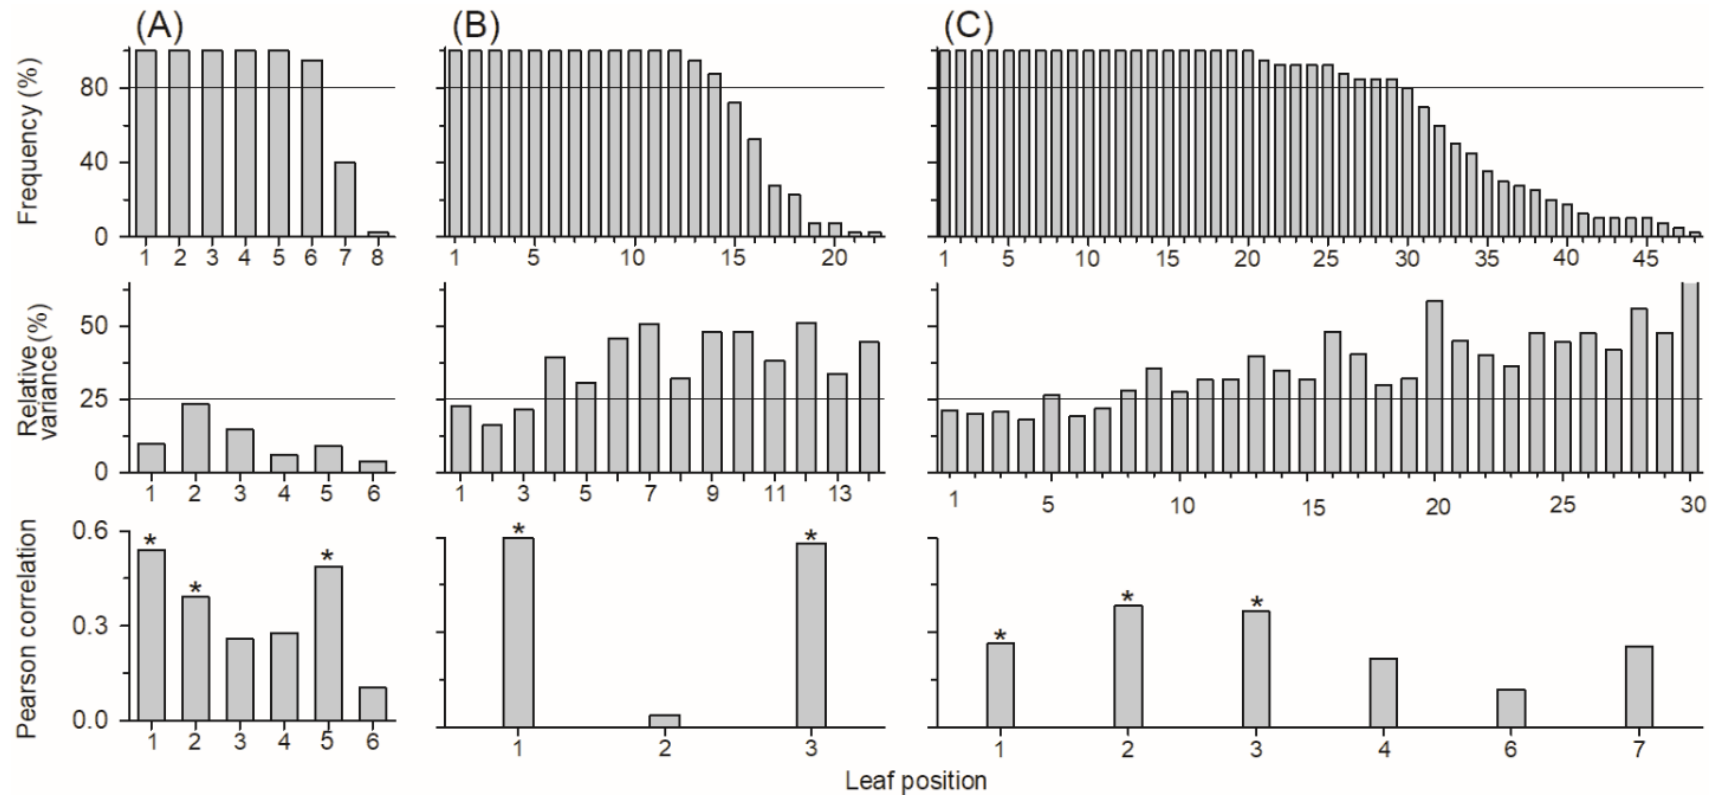 (A) (B) (C)
Frequency (%)
80
40
0
1 2 3 4 5 6 7 8
1 5 10 15 20
1 5 10 15 20 25 30 35 40 45
Relative
variance (%)
50
25
0
1 2 3 4 5 6
1 3 5 7 9 11 13
1 5 10 15 20 25 30
Pearson correlation
0.6
0.3
0.0
* * *
1 2 3 4 5 6
* *
1 2 3
* * *
1 2 3 4 6 7
Leaf position